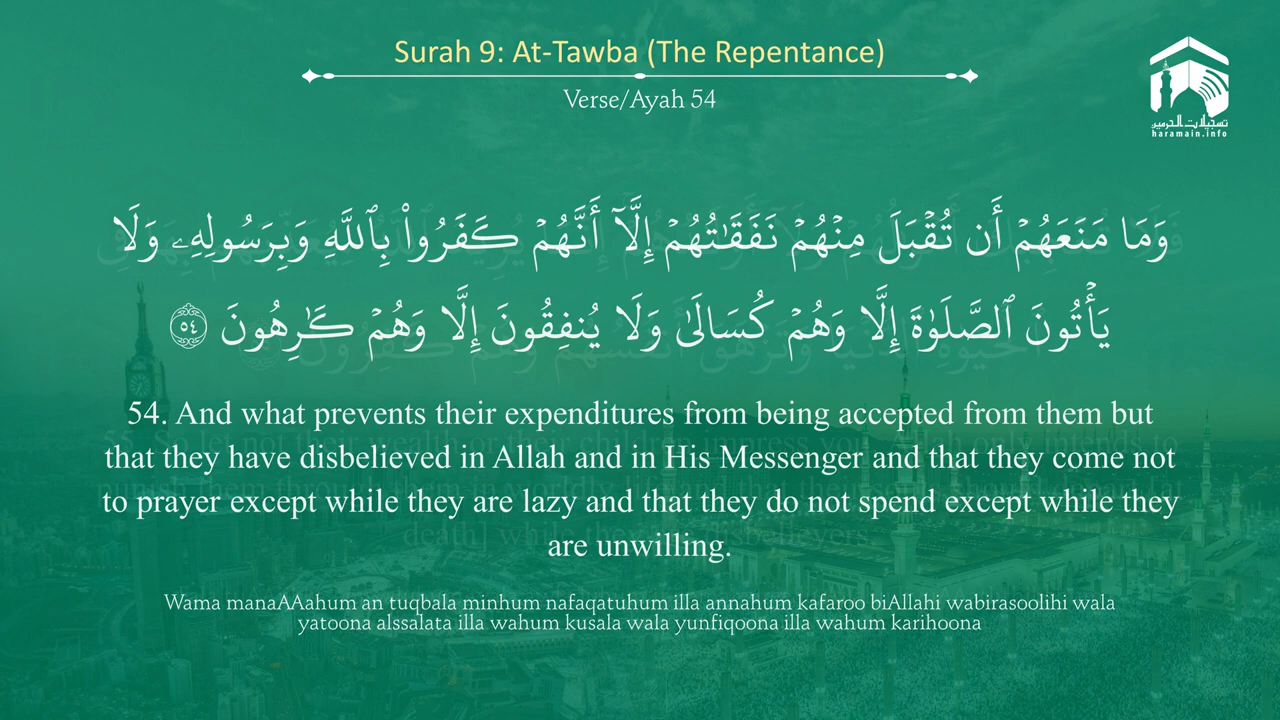 Surah 9: At-Tawba (The Repentance)
Verse/Ayah 54
تسجيلات الحرمين
haramain.info
وَمَا مَنَعَهُمۡ أَن تُقۡبَلَ مِنۡهُمۡ نَفَقَٰتُهُمۡ إِلَّآ أَنَّهُمۡ كَفَرُواْ بِٱللَّهِ وَبِرَسُولِهِۦ وَلَا
يَأۡتُونَ ٱلصَّلَوٰةَ إِلَّا وَهُمۡ كُسَالَىٰ وَلَا يُنفِقُونَ إِلَّا وَهُمۡ كَٰرِهُونَ ٥٤
54. And what prevents their expenditures from being accepted from them but
that they have disbelieved in Allah and in His Messenger and that they come not
to prayer except while they are lazy and that they do not spend except while they
are unwilling.
Wama manaAAahum an tuqbala minhum nafaqatuhum illa annahum kafaroo biAllahi wabirasoolihi wala
yatoona alssalata illa wahum kusala wala yunfiqoona illa wahum karihoona